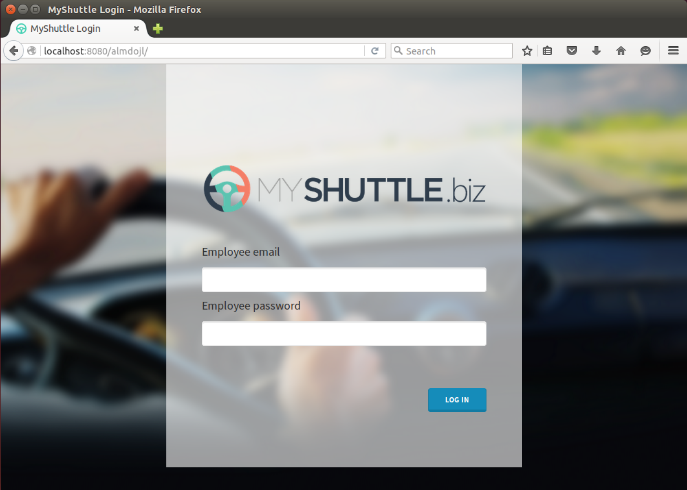 MyShuttle Login - Mozilla Firefox
MyShuttle Login
localhost:8080/almdojl/
Search
MYSHUTTLE.biz
Employee email
Employee password
LOG IN